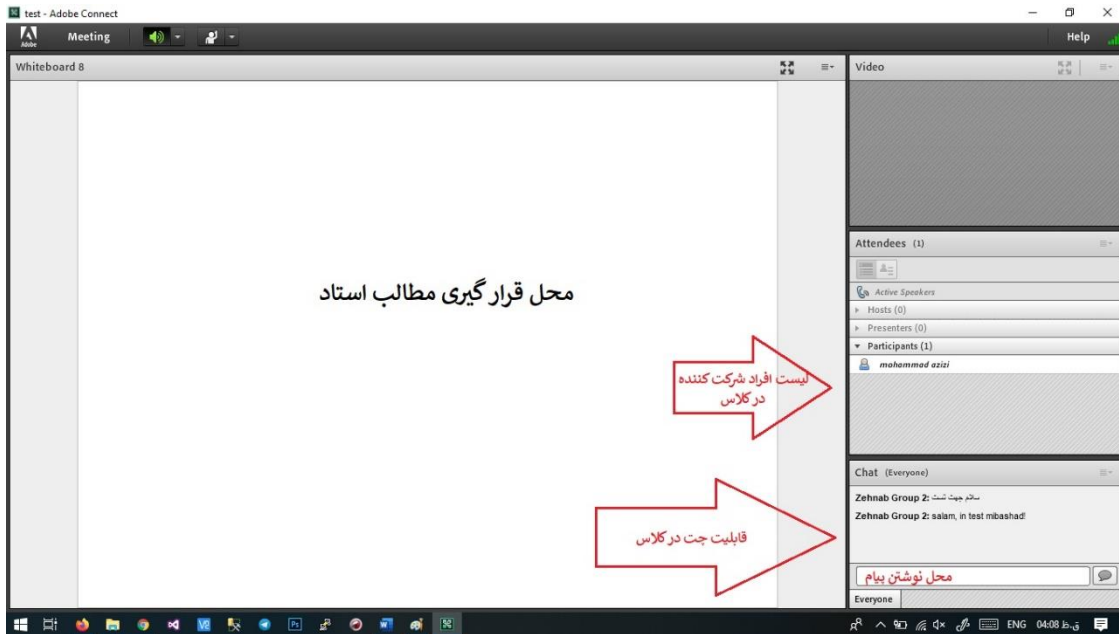 test - Adobe Connect
Adobe
Meeting
Help
Whiteboard 8
Video
محل قرار گیری مطالب استاد
Attendees (1)
Active Speakers
Hosts (0)
Presenters (0)
Participants (1)
mohammad azizi
لیست افراد شرکت کننده
در کلاس
Chat (Everyone)
Zehnab Group 2: سلام جهت تست
Zehnab Group 2: salam, in test mibashad!
قابلیت چت در کلاس
محل نوشتن پیام
Everyone
ENG 04:08 ق.ظ